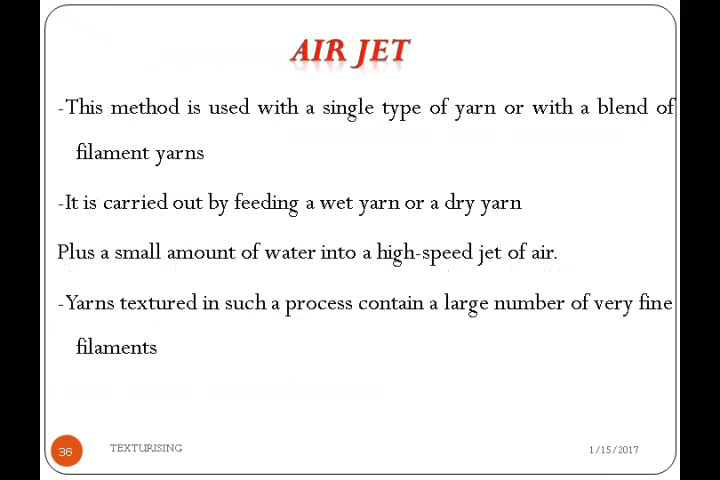 AIR JET
-This method is used with a single type of yarn or with a blend of
filament yarns
-It is carried out by feeding a wet yarn or a dry yarn
Plus a small amount of water into a high-speed jet of air.
-Yarns textured in such a process contain a large number of very fine
filaments
36 TEXTURISING 1/15/2017